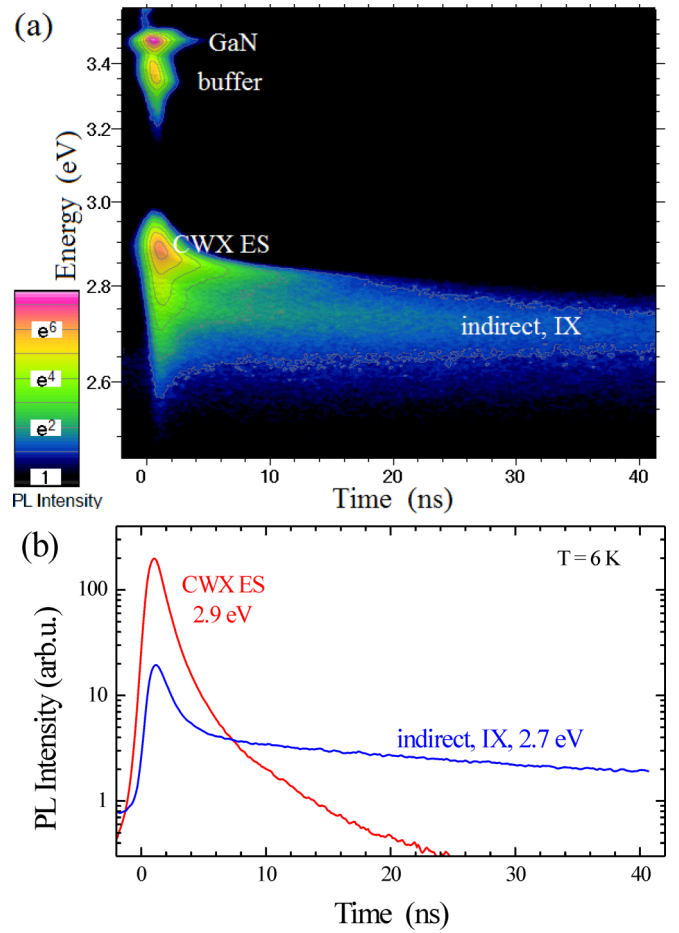 (a)
GaN
buffer
3.4
3.2
3.0
2.8
2.6
Energy (eV)
CWX ES
indirect, IX
e6
e4
e2
1
PL Intensity
0
10
20
30
40
Time (ns)
(b)
T = 6 K
CWX ES
2.9 eV
indirect, IX, 2.7 eV
100
10
1
PL Intensity (arb.u.)
0
10
20
30
40
Time (ns)